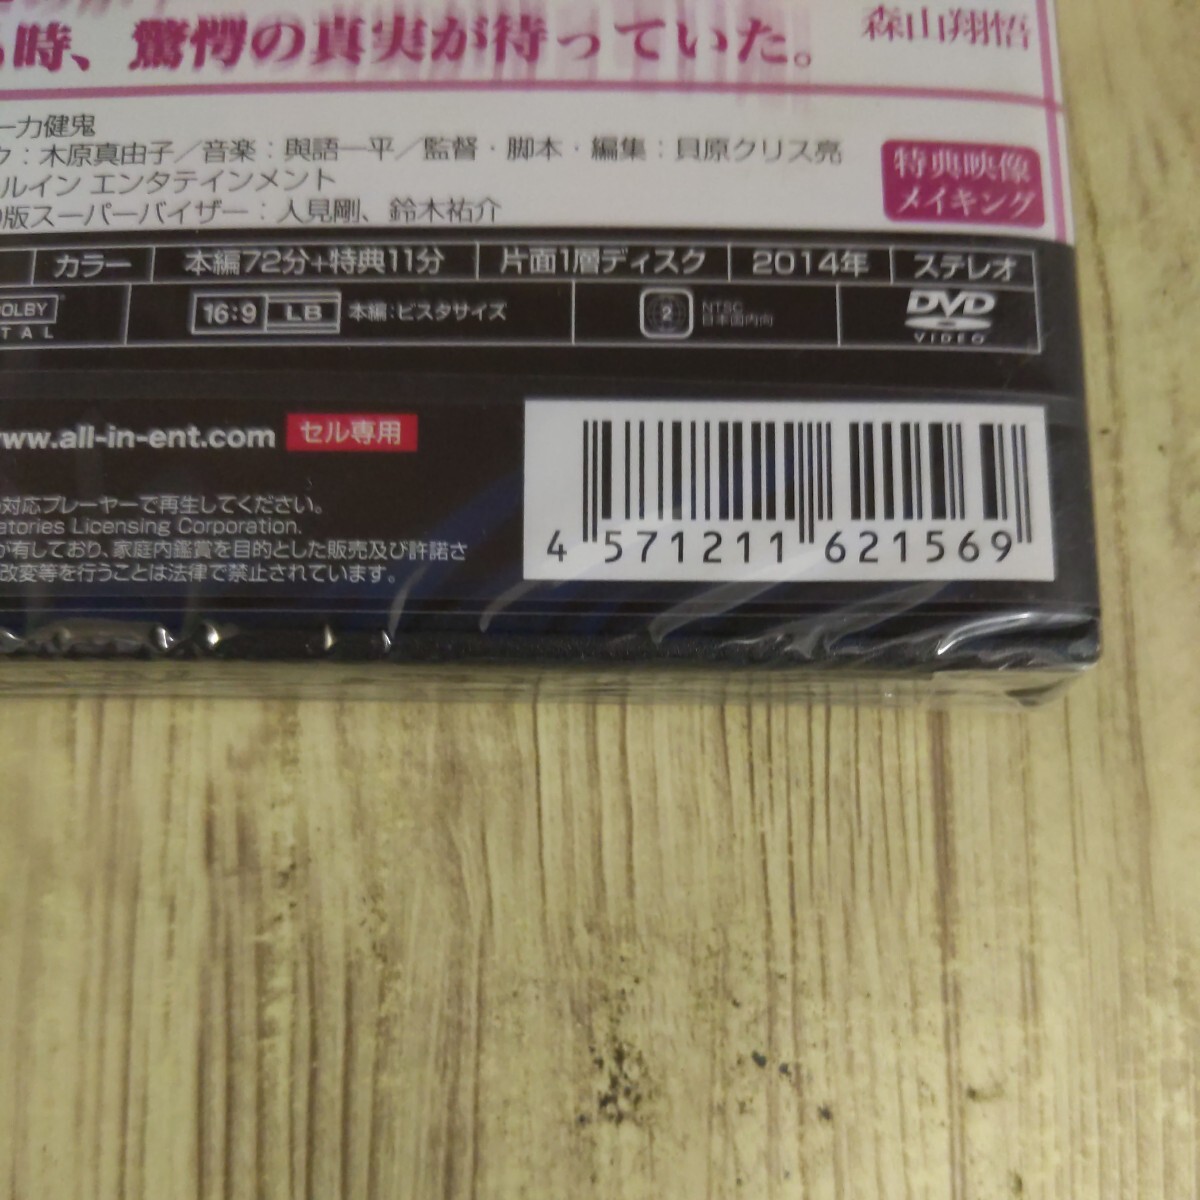 時、驚愕の真実が待っていた。
森山翔悟
一力健鬼
ク：木原真由子／音楽：與語一平／監督・脚本・編集：貝原クリス亮
ルイン エンタテインメント
版スーパーバイザー：人見剛、鈴木祐介
特典映像
メイキング
カラー
本編72分+特典11分
片面1層ディスク
2014年
ステレオ
DOLBY
TAL
16:9 LB
本編：ビスタサイズ
2
NTSC
日本国内向
DVD
VIDEO
www.all-in-ent.com
セル専用
対応プレーヤーで再生してください。
atories Licensing Corporation.
が有しており、家庭内鑑賞を目的とした販売及び許諾さ
改変等を行うことは法律で禁止されています。
4 571211 621569